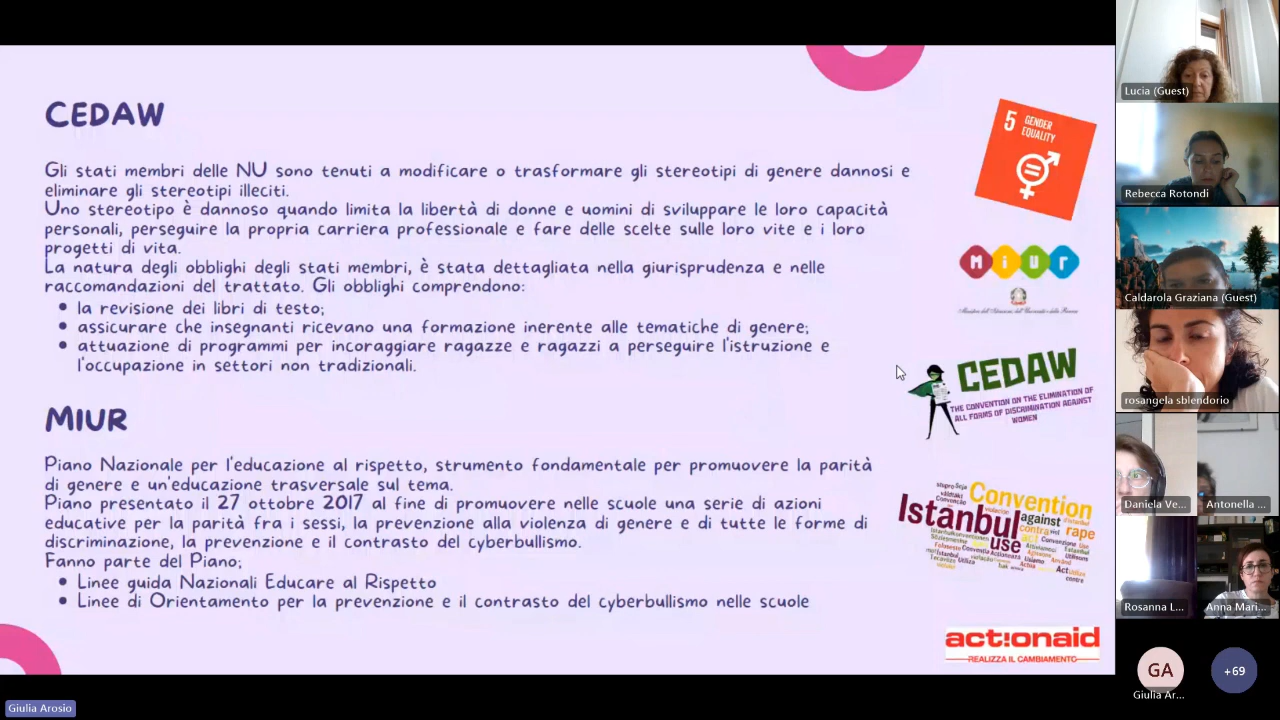 CEDAW
Gli stati membri delle NU sono tenuti a modificare o trasformare gli stereotipi di genere dannosi e
eliminare gli stereotipi illeciti.
Uno stereotipo è dannoso quando limita la libertà di donne e uomini di sviluppare le loro capacità
personali, perseguire la propria carriera professionale e fare delle scelte sulle loro vite e i loro
progetti di vita.
La natura degli obblighi degli stati membri, è stata dettagliata nella giurisprudenza e nelle
raccomandazioni del trattato. Gli obblighi comprendono:
• la revisione dei libri di testo;
• assicurare che insegnanti ricevano una formazione inerente alle tematiche di genere;
• attuazione di programmi per incoraggiare ragazze e ragazzi a perseguire l'istruzione e
l'occupazione in settori non tradizionali.
MIUR
Piano Nazionale per l'educazione al rispetto, strumento fondamentale per promuovere la parità
di genere e un'educazione trasversale sul tema.
Piano presentato il 27 ottobre 2017 al fine di promuovere nelle scuole una serie di azioni
educative per la parità fra i sessi, la prevenzione alla violenza di genere e di tutte le forme di
discriminazione, la prevenzione e il contrasto del cyberbullismo.
Fanno parte del Piano;
• Linee guida Nazionali Educare al Rispetto
• Linee di Orientamento per la prevenzione e il contrasto del cyberbullismo nelle scuole
5 GENDER
EQUALITY
MIUr
CEDAW
THE CONVENTION ON THE ELIMINATION OF
ALL FORMS OF DISCRIMINATION AGAINST
WOMEN
Convention
Istanbul
against
rape
use
act:onaid
REALIZZA IL CAMBIAMENTO
Lucia (Guest)
Rebecca Rotondi
Caldarola Graziana (Guest)
rosangela sblendorio
Daniela Ve...
Antonella ...
Rosanna L...
Anna Mari...
GA
Giulia Ar...
+69
Giulia Arosio